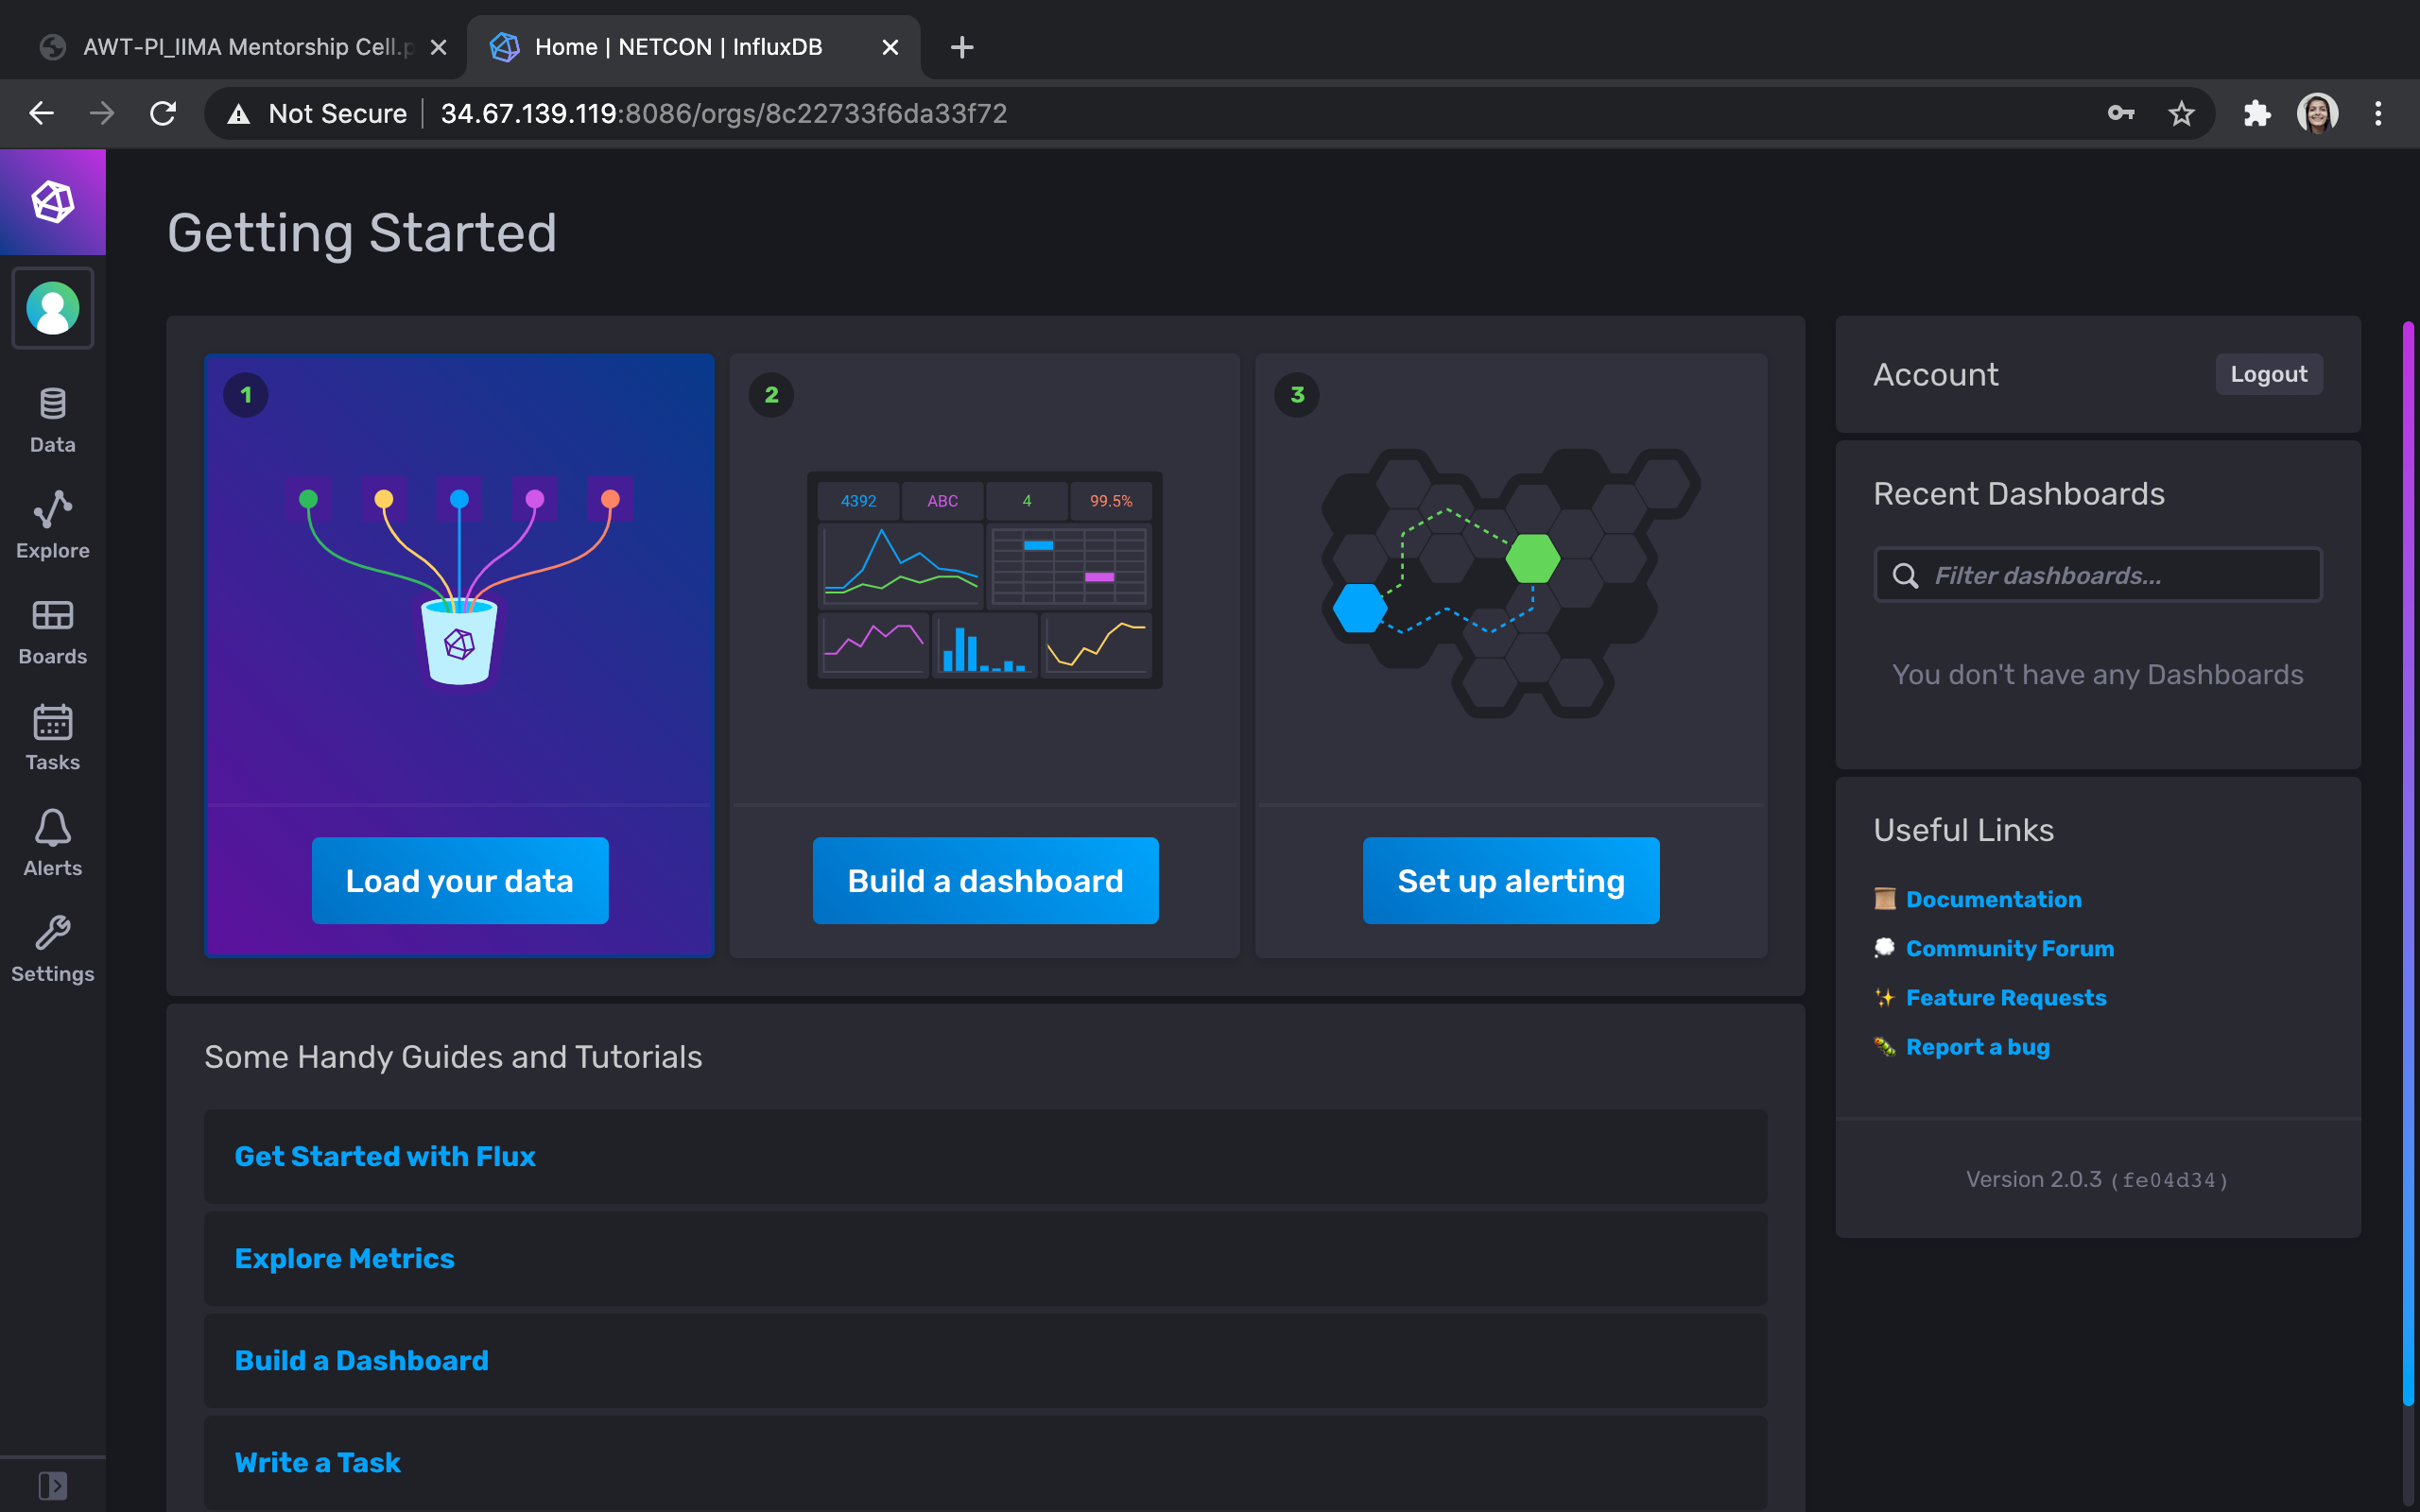 AWT-PI_IIMA Mentorship Cell.p
Home | NETCON | InfluxDB
Not Secure
34.67.139.119:8086/orgs/8c22733f6da33f72
Getting Started
Data
Explore
Boards
Tasks
Alerts
Settings
1
2
3
4392
ABC
4
99.5%
Load your data
Build a dashboard
Set up alerting
Some Handy Guides and Tutorials
Get Started with Flux
Explore Metrics
Build a Dashboard
Write a Task
Account
Logout
Recent Dashboards
Filter dashboards...
You don't have any Dashboards
Useful Links
Documentation
Community Forum
Feature Requests
Report a bug
Version 2.0.3 (fe04d34)